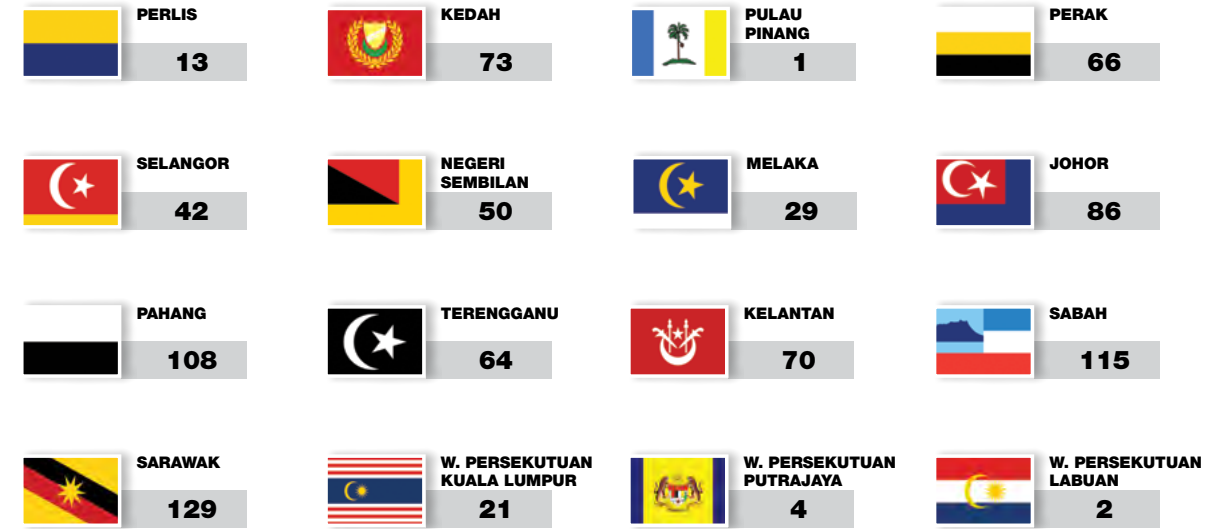 PERLIS
13
KEDAH
73
PULAU
PINANG
1
PERAK
66
SELANGOR
42
NEGERI
SEMBILAN
50
MELAKA
29
JOHOR
86
PAHANG
108
TERENGGANU
64
KELANTAN
70
SABAH
115
SARAWAK
129
W. PERSEKUTUAN
KUALA LUMPUR
21
W. PERSEKUTUAN
PUTRAJAYA
4
W. PERSEKUTUAN
LABUAN
2